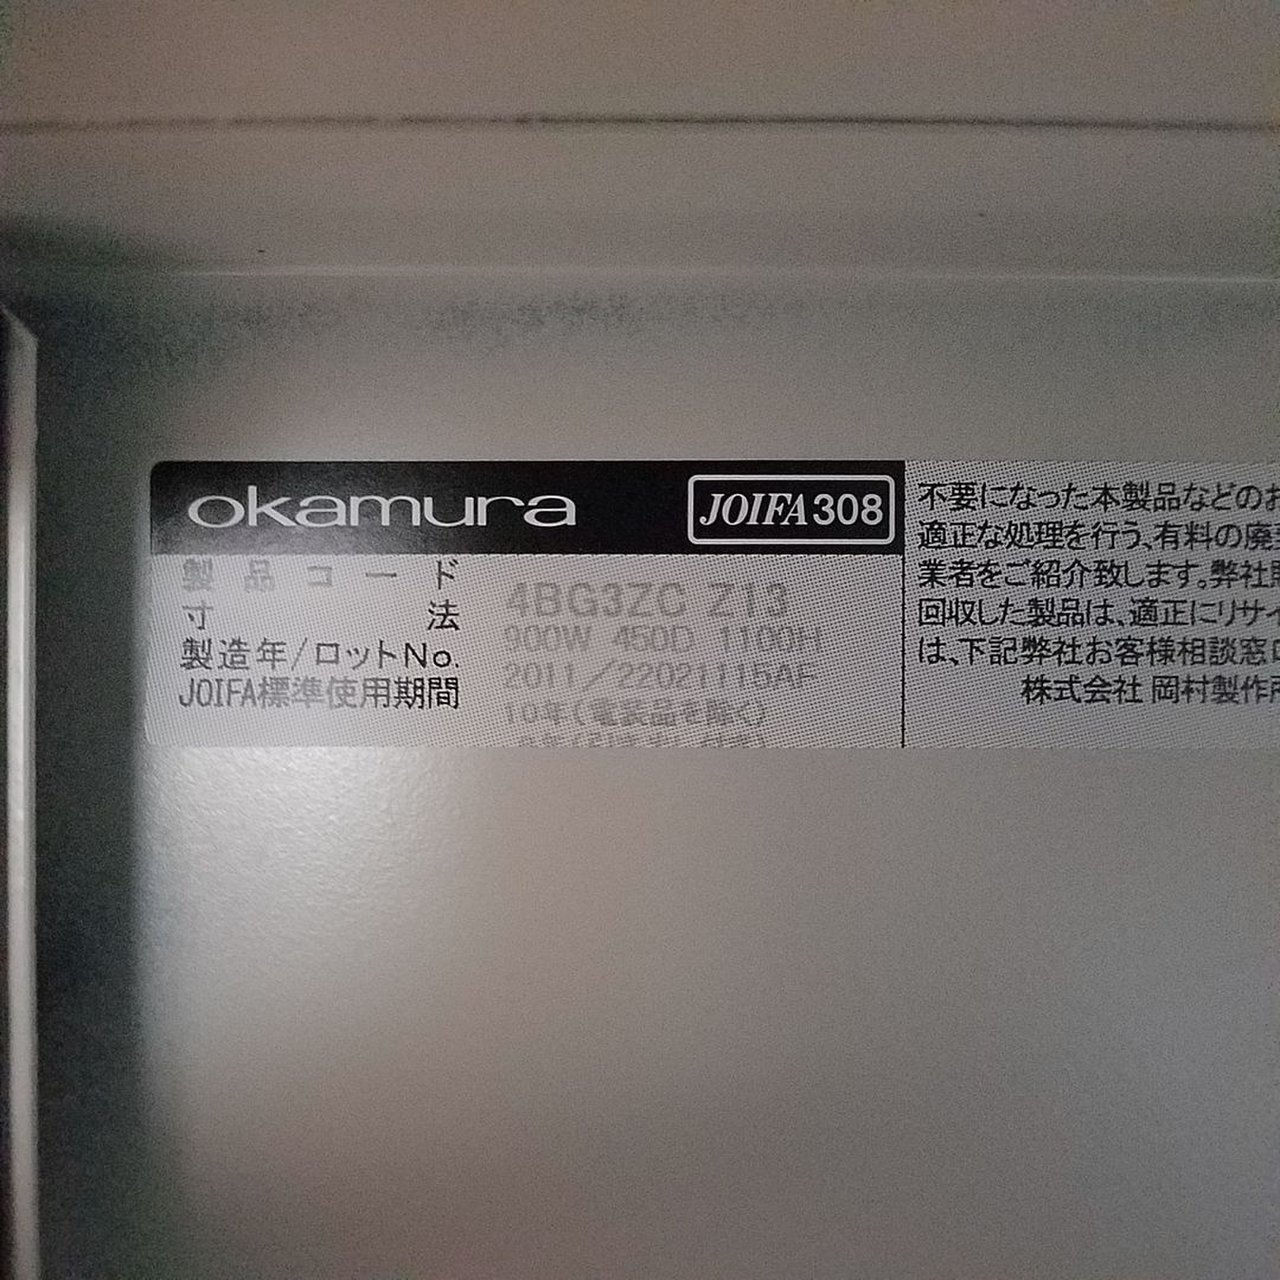 okamura JOIFA308
製品コード 4BG3ZC Z13
寸法 900W 450D 1100H
製造年/ロットNo. 2011/22021115AF
JOIFA標準使用期間 10年(電装品を除く)
不要になった本製品などのお
適正な処理を行う、有料の廃
業者をご紹介致します。弊社
回収した製品は、適正にリサイ
は、下記弊社お客様相談窓口
株式会社 岡村製作所